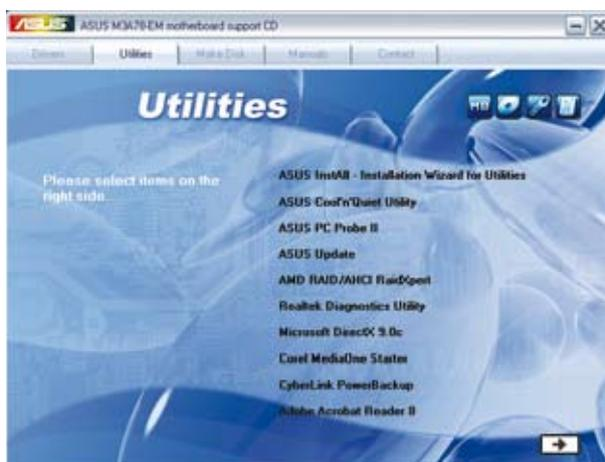 ASUS ASUS M3A78-EM motherboard support CD
Drivers Utilities Make Disk Manuals Contact
Utilities
Please select items on the
right side...
ASUS InstAll - Installation Wizard for Utilities
ASUS Cool'n'Quiet Utility
ASUS PC Probe II
ASUS Update
AMD RAID/AHCI RaidXpert
Realtek Diagnostics Utility
Microsoft DirectX 9.0c
Corel MediaOne Starter
CyberLink PowerBackup
Adobe Acrobat Reader 8